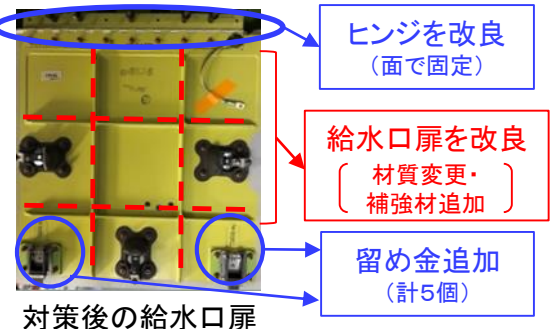 ヒンジを改良
（面で固定）
給水口扉を改良
材質変更・
補強材追加
留め金追加
（計5個）
対策後の給水口扉